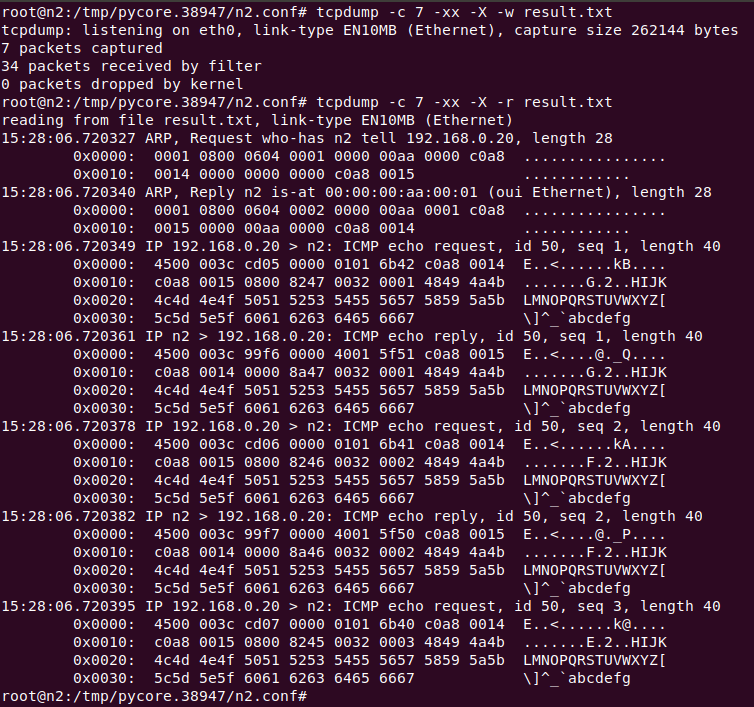 root@n2:/tmp/pycore.38947/n2.conf# tcpdump -c 7 -xx -X -w result.txt
tcpdump: listening on eth0, link-type EN10MB (Ethernet), capture size 262144 bytes
7 packets captured
34 packets received by filter
0 packets dropped by kernel
root@n2:/tmp/pycore.38947/n2.conf# tcpdump -c 7 -xx -X -r result.txt
reading from file result.txt, link-type EN10MB (Ethernet)
15:28:06.720327 ARP, Request who-has n2 tell 192.168.0.20, length 28
        0x0000:  0001 0800 0604 0001 0000 00aa 0000 c0a8  ................
        0x0010:  0014 0000 0000 0000 c0a8 0015            ............
15:28:06.720340 ARP, Reply n2 is-at 00:00:00:aa:00:01 (oui Ethernet), length 28
        0x0000:  0001 0800 0604 0002 0000 00aa 0001 c0a8  ................
        0x0010:  0015 0000 00aa 0000 c0a8 0014            ............
15:28:06.720349 IP 192.168.0.20 > n2: ICMP echo request, id 50, seq 1, length 40
        0x0000:  4500 003c cd05 0000 0101 6b42 c0a8 0014  E..<......kB....
        0x0010:  c0a8 0015 0800 8247 0032 0001 4849 4a4b  .......G.2..HIJK
        0x0020:  4c4d 4e4f 5051 5253 5455 5657 5859 5a5b  LMNOPQRSTUVWXYZ[
        0x0030:  5c5d 5e5f 6061 6263 6465 6667            \]^_`abcdefg
15:28:06.720361 IP n2 > 192.168.0.20: ICMP echo reply, id 50, seq 1, length 40
        0x0000:  4500 003c 99f6 0000 4001 5f51 c0a8 0015  E..<....@._Q....
        0x0010:  c0a8 0014 0000 8a47 0032 0001 4849 4a4b  .......G.2..HIJK
        0x0020:  4c4d 4e4f 5051 5253 5455 5657 5859 5a5b  LMNOPQRSTUVWXYZ[
        0x0030:  5c5d 5e5f 6061 6263 6465 6667            \]^_`abcdefg
15:28:06.720378 IP 192.168.0.20 > n2: ICMP echo request, id 50, seq 2, length 40
        0x0000:  4500 003c cd06 0000 0101 6b41 c0a8 0014  E..<......kA....
        0x0010:  c0a8 0015 0800 8246 0032 0002 4849 4a4b  .......F.2..HIJK
        0x0020:  4c4d 4e4f 5051 5253 5455 5657 5859 5a5b  LMNOPQRSTUVWXYZ[
        0x0030:  5c5d 5e5f 6061 6263 6465 6667            \]^_`abcdefg
15:28:06.720382 IP n2 > 192.168.0.20: ICMP echo reply, id 50, seq 2, length 40
        0x0000:  4500 003c 99f7 0000 4001 5f50 c0a8 0015  E..<....@._P....
        0x0010:  c0a8 0014 0000 8a46 0032 0002 4849 4a4b  .......F.2..HIJK
        0x0020:  4c4d 4e4f 5051 5253 5455 5657 5859 5a5b  LMNOPQRSTUVWXYZ[
        0x0030:  5c5d 5e5f 6061 6263 6465 6667            \]^_`abcdefg
15:28:06.720395 IP 192.168.0.20 > n2: ICMP echo request, id 50, seq 3, length 40
        0x0000:  4500 003c cd07 0000 0101 6b40 c0a8 0014  E..<......k@....
        0x0010:  c0a8 0015 0800 8245 0032 0003 4849 4a4b  .......E.2..HIJK
        0x0020:  4c4d 4e4f 5051 5253 5455 5657 5859 5a5b  LMNOPQRSTUVWXYZ[
        0x0030:  5c5d 5e5f 6061 6263 6465 6667            \]^_`abcdefg
root@n2:/tmp/pycore.38947/n2.conf#